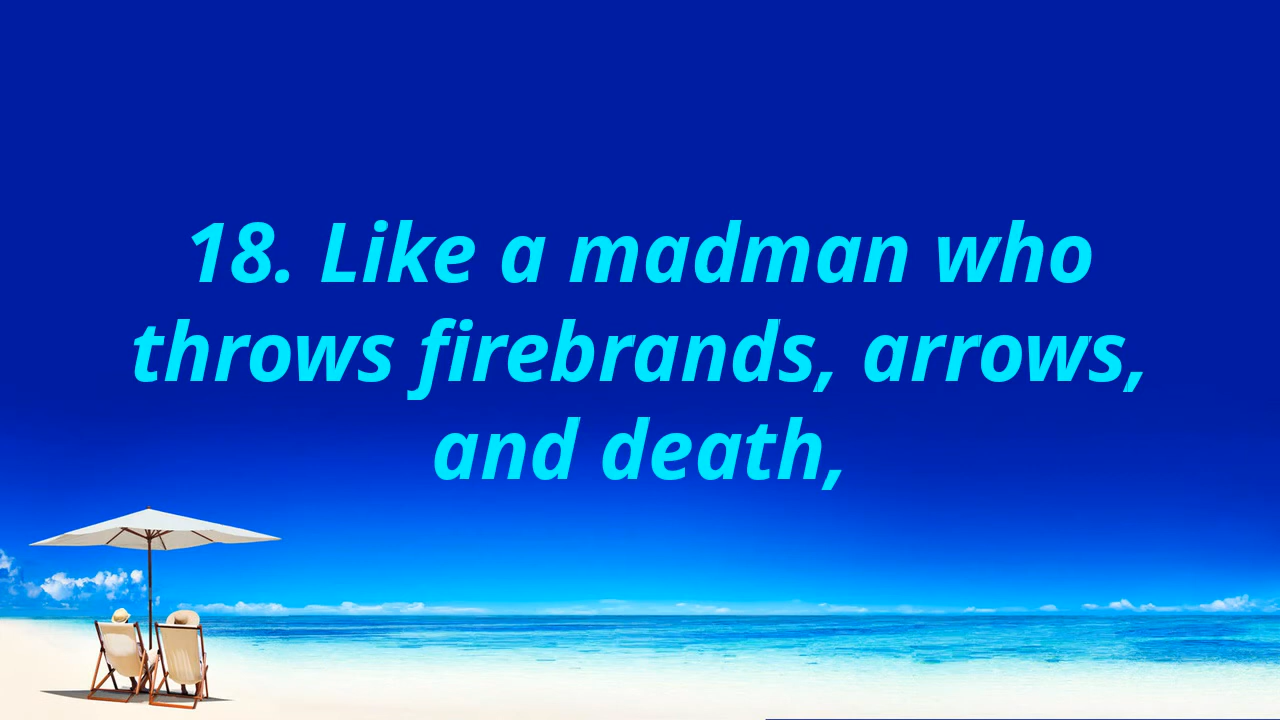 18. Like a madman who
throws firebrands, arrows,
and death,